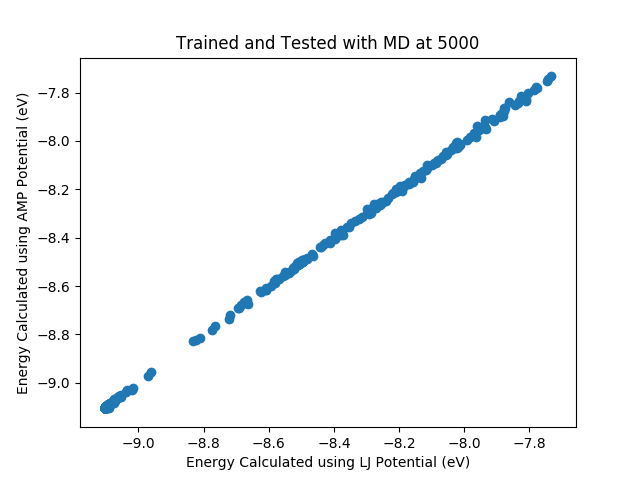 Trained and Tested with MD at 5000
Energy Calculated using AMP Potential (eV)
−7.8
−8.0
−8.2
−8.4
−8.6
−8.8
−9.0
−9.0 −8.8 −8.6 −8.4 −8.2 −8.0 −7.8
Energy Calculated using LJ Potential (eV)